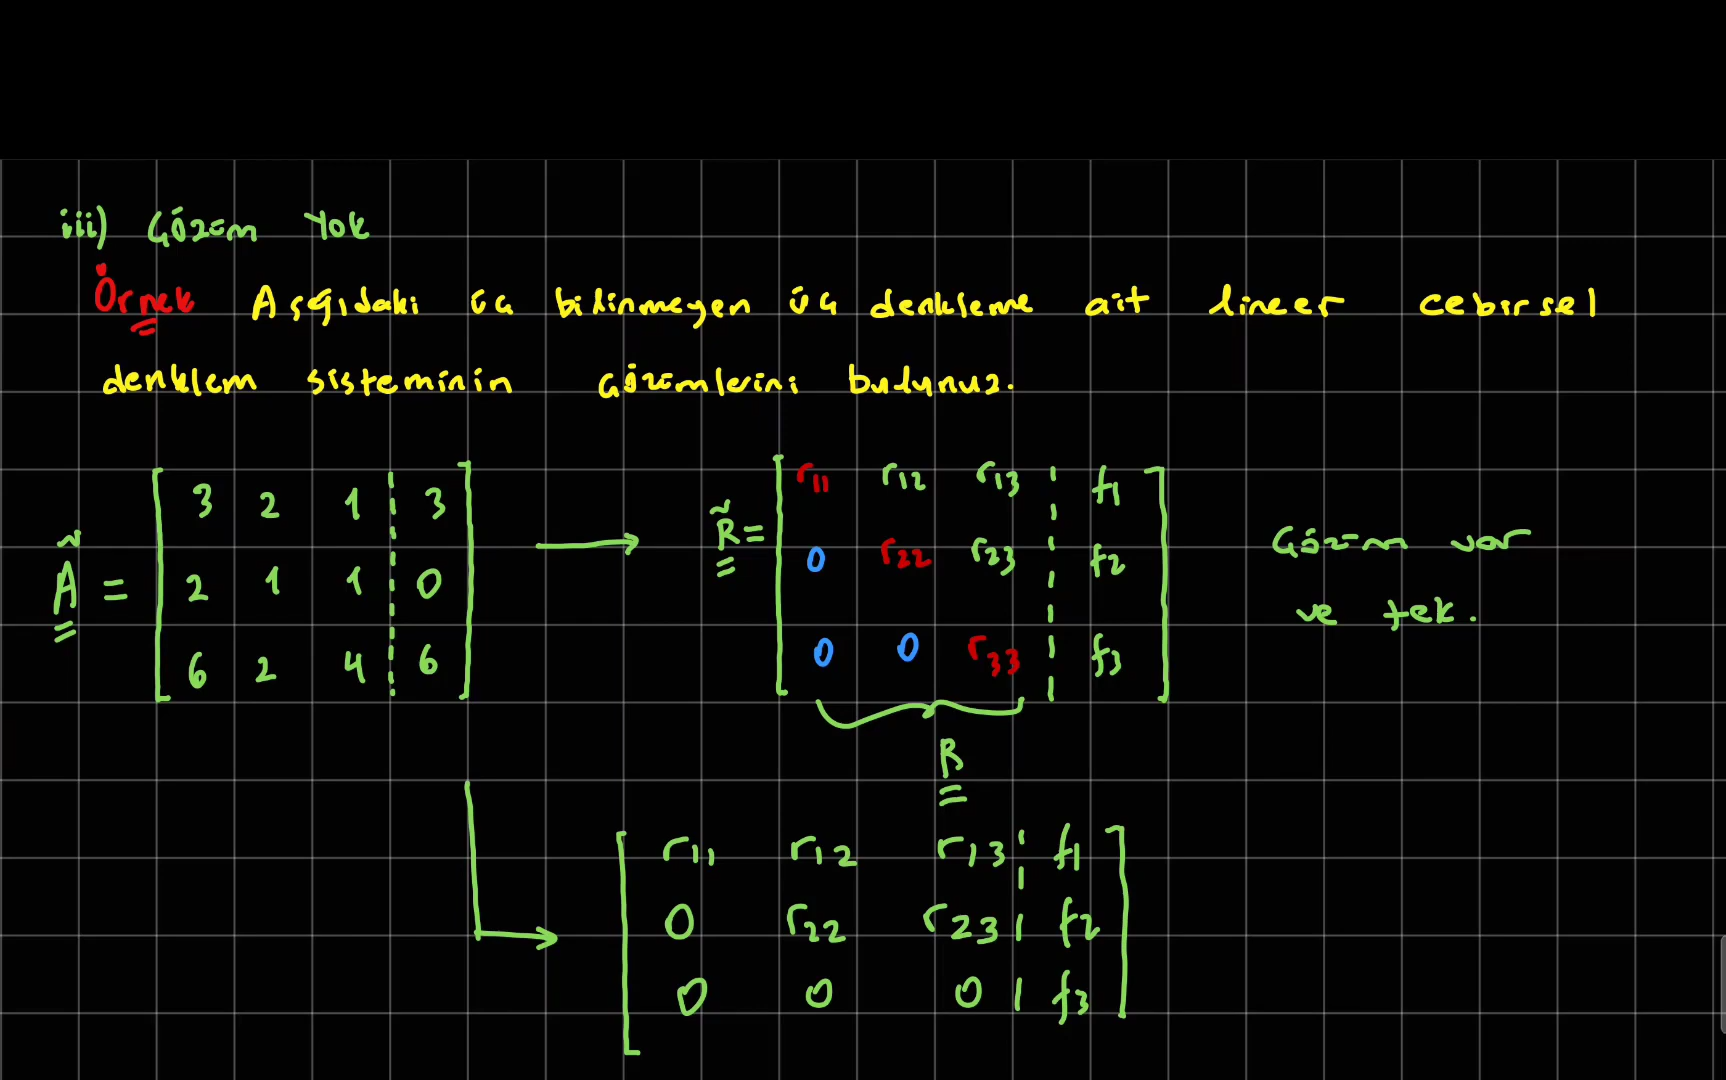 iii) Çözüm Yok
Örnek Aşağıdaki üç bilinmeyen üç denkleme ait lineer cebirsel
denklem sisteminin çözümlerini bulunuz.
Ã = [ 3 2 1 ¦ 3 ]
[ 2 1 1 ¦ 0 ]
[ 6 2 4 ¦ 6 ]
→
R̃ = [ r11 r12 r13 ¦ f1 ]
[ 0 r22 r23 ¦ f2 ]
[ 0 0 r33 ¦ f3 ]
R
Çözüm var
ve tek.
[ r11 r12 r13 ¦ f1 ]
[ 0 r22 r23 ¦ f2 ]
[ 0 0 0 ¦ f3 ]